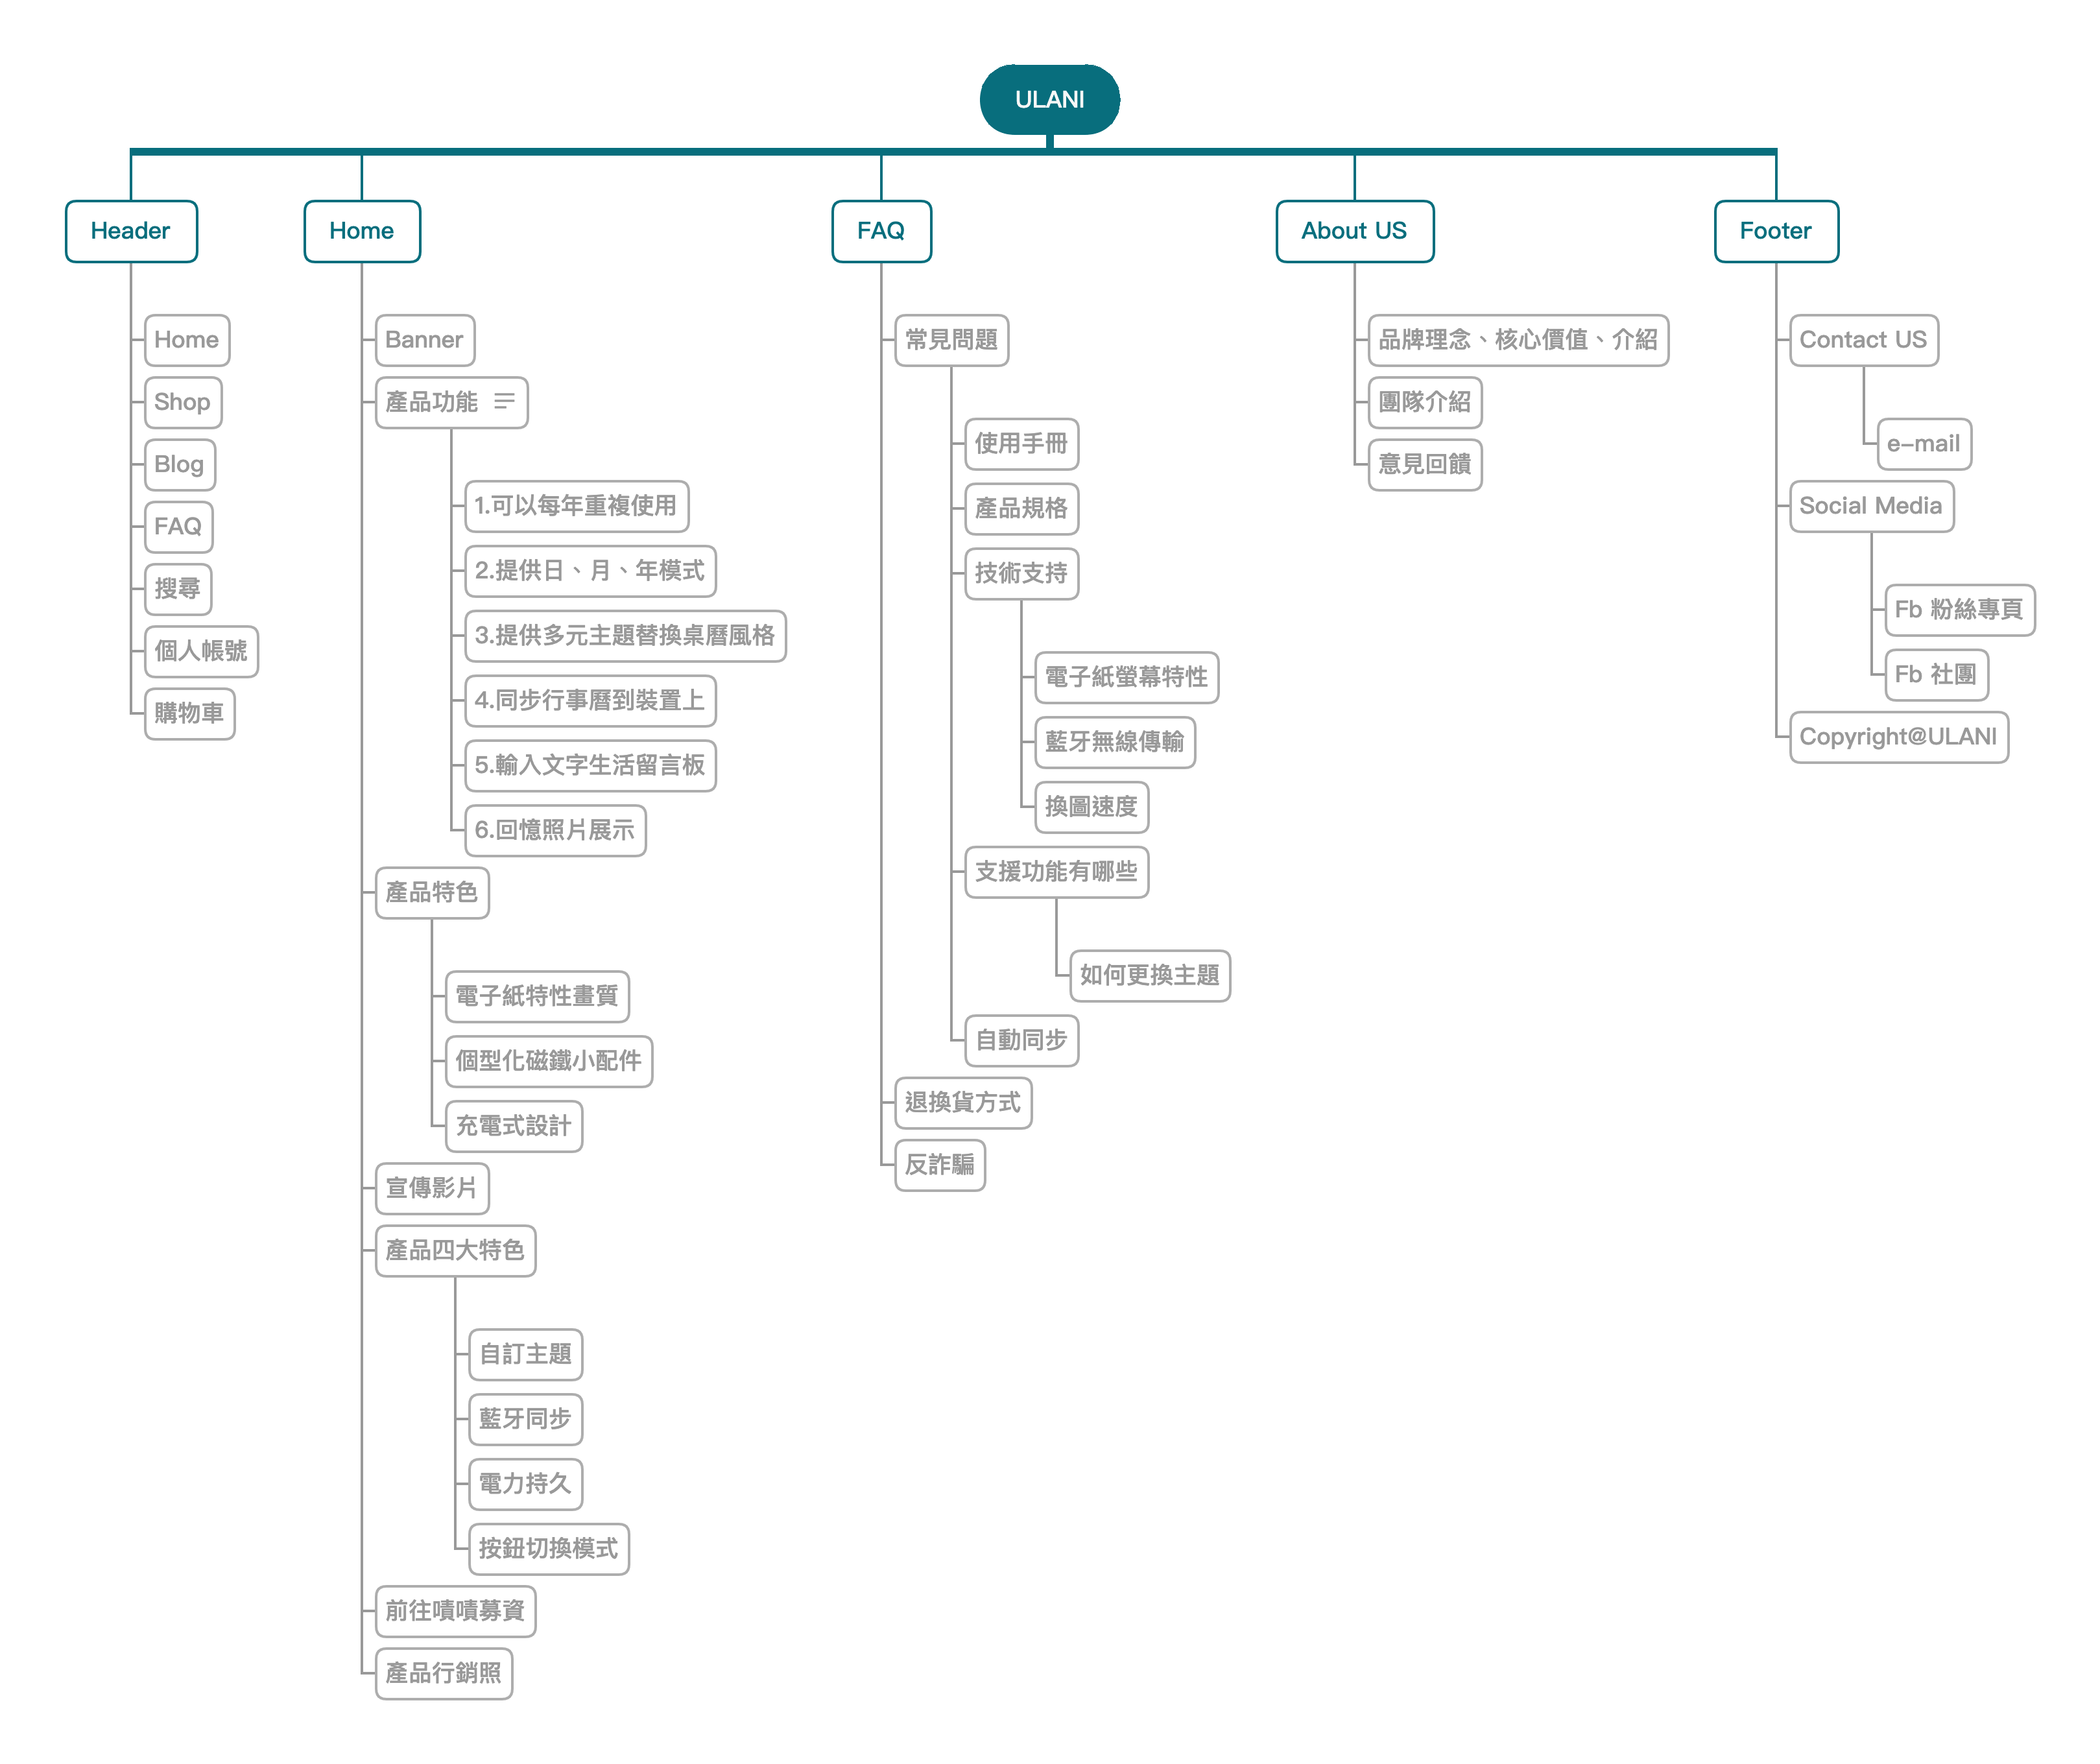 ULANI
Header
Home
Shop
Blog
FAQ
搜尋
個人帳號
購物車
Home
Banner
產品功能
1.可以每年重複使用
2.提供日、月、年模式
3.提供多元主題替換桌曆風格
4.同步行事曆到裝置上
5.輸入文字生活留言板
6.回憶照片展示
產品特色
電子紙特性畫質
個型化磁鐵小配件
充電式設計
宣傳影片
產品四大特色
自訂主題
藍牙同步
電力持久
按鈕切換模式
前往嘖嘖募資
產品行銷照
FAQ
常見問題
使用手冊
產品規格
技術支持
電子紙螢幕特性
藍牙無線傳輸
換圖速度
支援功能有哪些
如何更換主題
自動同步
退換貨方式
反詐騙
About US
品牌理念、核心價值、介紹
團隊介紹
意見回饋
Footer
Contact US
e-mail
Social Media
Fb 粉絲專頁
Fb 社團
Copyright@ULANI